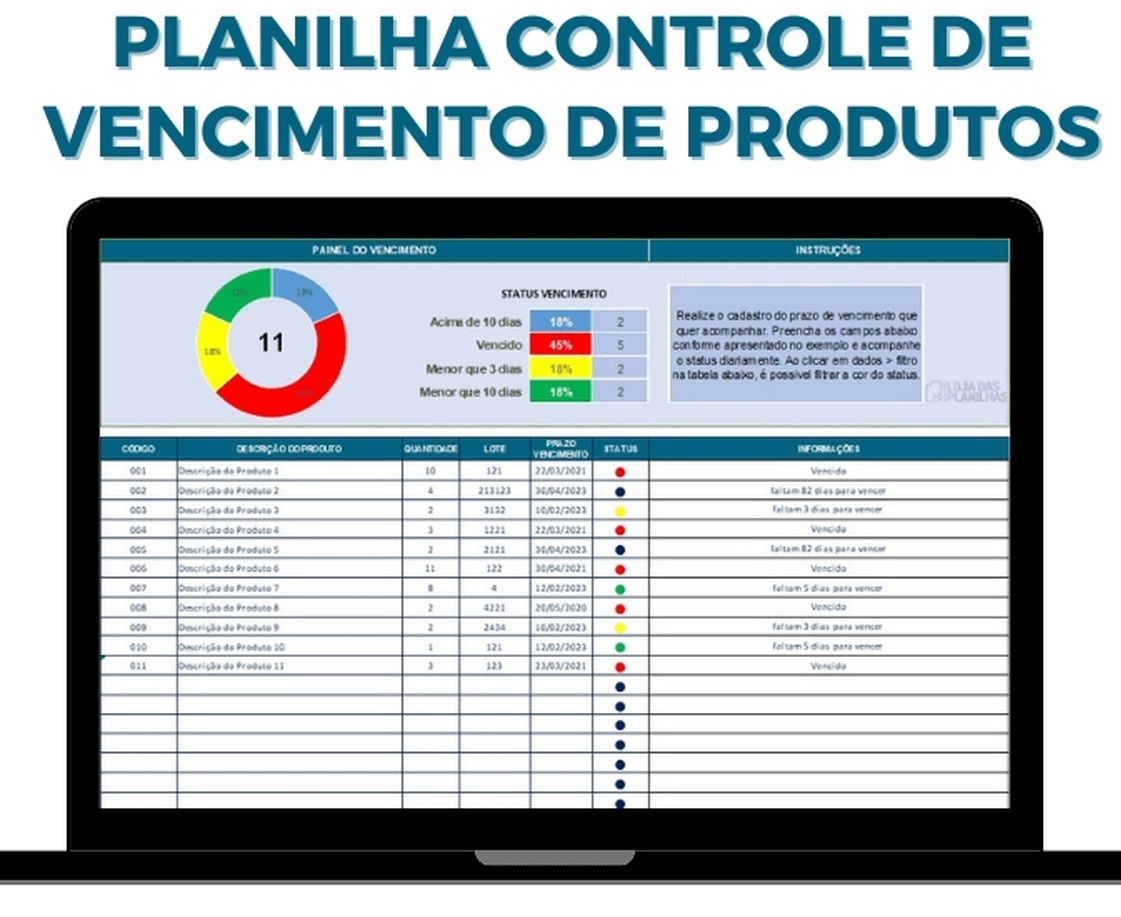 PLANILHA CONTROLE DE
VENCIMENTO DE PRODUTOS
PAINEL DO VENCIMENTO
INSTRUÇÕES
11
18%
STATUS VENCIMENTO
Acima de 10 dias 18% 2
Vencido 45% 5
Menor que 3 dias 18% 2
Menor que 10 dias 18% 2
Realize o cadastro do prazo de vencimento que
quer acompanhar. Preencha os campos abaixo
conforme apresentado no exemplo e acompanhe
o status diariamente. Ao clicar em dados > filtro
na tabela abaixo, é possivel filtrar a cor do status.
LOJA DAS
PLANILHAS
CÓDIGO DESCRIÇÃO DO PRODUTO QUANTIDADE LOTE PRAZO VENCIMENTO STATUS INFORMAÇÕES
001 Descrição do Produto 1 10 121 22/03/2021 Vencido
002 Descrição do Produto 2 4 213123 30/04/2023 faltam 82 dias para vencer
003 Descrição do Produto 3 2 3132 10/02/2023 faltam 3 dias para vencer
004 Descrição do Produto 4 3 1221 22/03/2021 Vencido
005 Descrição do Produto 5 2 2121 30/04/2023 faltam 82 dias para vencer
006 Descrição do Produto 6 11 122 30/04/2021 Vencido
007 Descrição do Produto 7 8 4 12/02/2023 faltam 5 dias para vencer
008 Descrição do Produto 8 2 4221 20/05/2020 Vencido
009 Descrição do Produto 9 2 2434 10/02/2023 faltam 3 dias para vencer
010 Descrição do Produto 10 1 121 12/02/2023 faltam 5 dias para vencer
011 Descrição do Produto 11 3 123 23/03/2021 Vencido